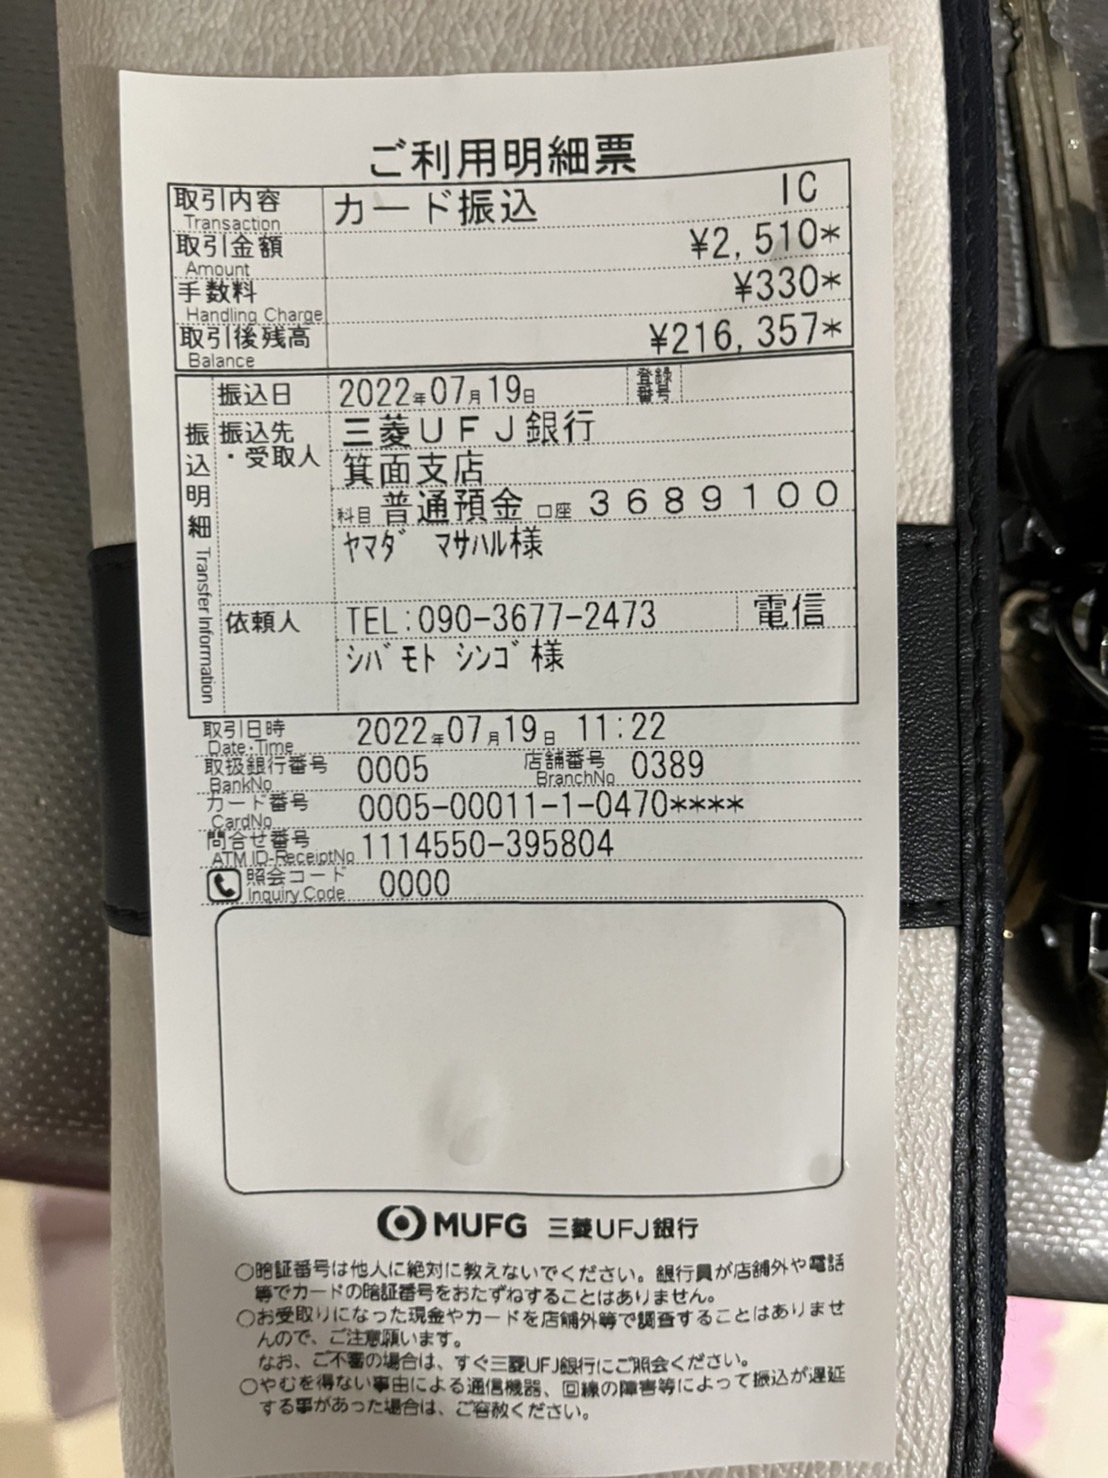 ご利用明細票
取引内容 カード振込 IC
Transaction
取引金額 ¥2,510*
Amount
手数料 ¥330*
Handling Charge
取引後残高 ¥216,357*
Balance
振込明細 Transfer Information
振込日 2022年07月19日 登録番号
振込先・受取人 三菱UFJ銀行
箕面支店
科目 普通預金 口座 3689100
ヤマダ マサハル様
依頼人 TEL:090-3677-2473 電信
シバモト シンゴ様
取引日時 2022年07月19日 11:22
Date・Time
取扱銀行番号 0005 店舗番号 0389
BankNo BranchNo
カード番号 0005-00011-1-0470****
CardNo
問合せ番号 1114550-395804
ATM ID-ReceiptNo
照会コード 0000
Inquiry Code
MUFG 三菱UFJ銀行
○暗証番号は他人に絶対に教えないでください。銀行員が店舗外や電話
等でカードの暗証番号をおたずねすることはありません。
○お受取りになった現金やカードを店舗外等で調査することはありませ
んので、ご注意願います。
なお、ご不審の場合は、すぐ三菱UFJ銀行にご照会ください。
○やむを得ない事由による通信機器、回線の障害等によって振込が遅延
する事があった場合は、ご容赦ください。